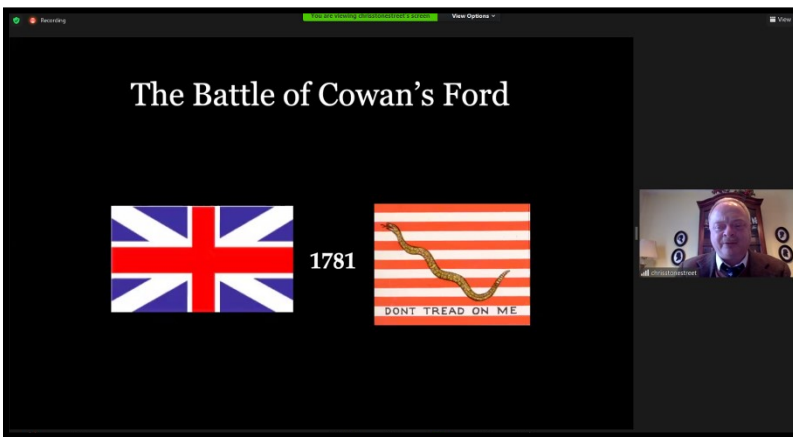 Recording
You are viewing chrisstonestreet's screen
View Options
View
The Battle of Cowan's Ford
1781
DONT TREAD ON ME
chrisstonestreet